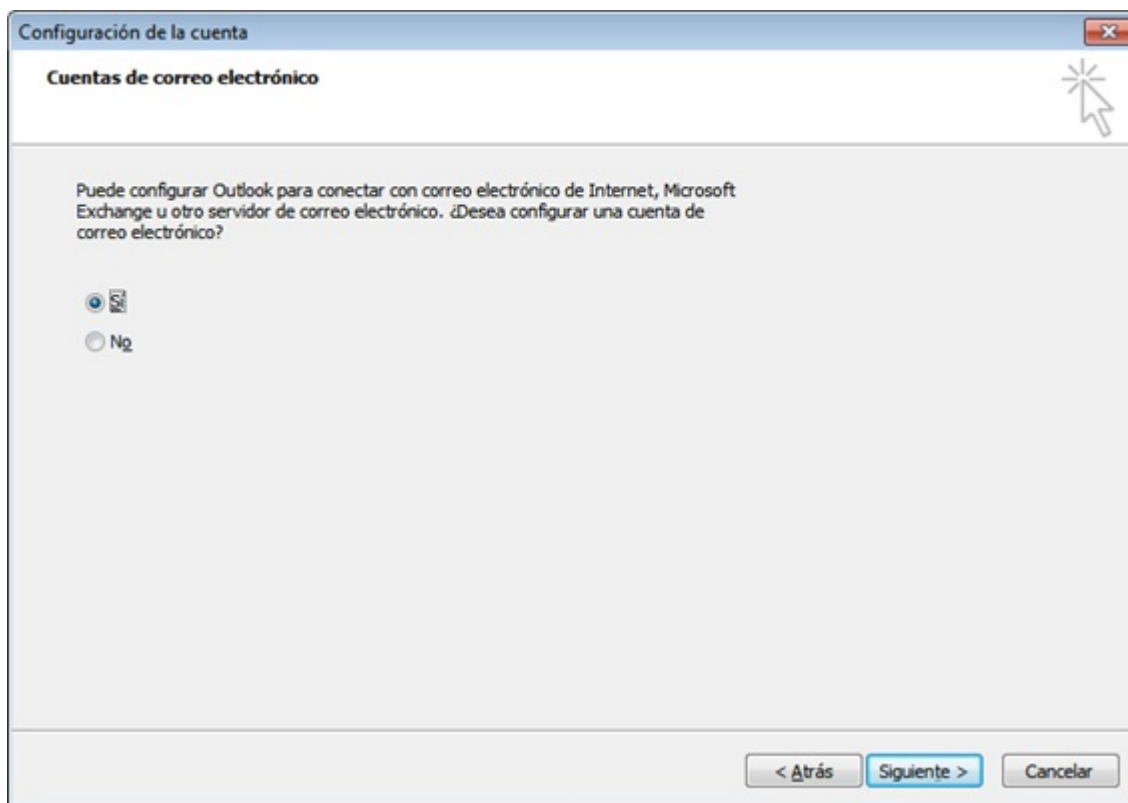 Configuración de la cuenta
Cuentas de correo electrónico
Puede configurar Outlook para conectar con correo electrónico de Internet, Microsoft
Exchange u otro servidor de correo electrónico. ¿Desea configurar una cuenta de
correo electrónico?
Sí
No
< Atrás
Siguiente >
Cancelar